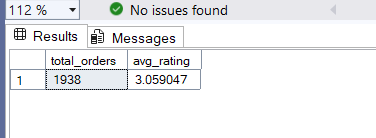 112 % No issues found
Results Messages
total_orders avg_rating
1 1938 3.059047